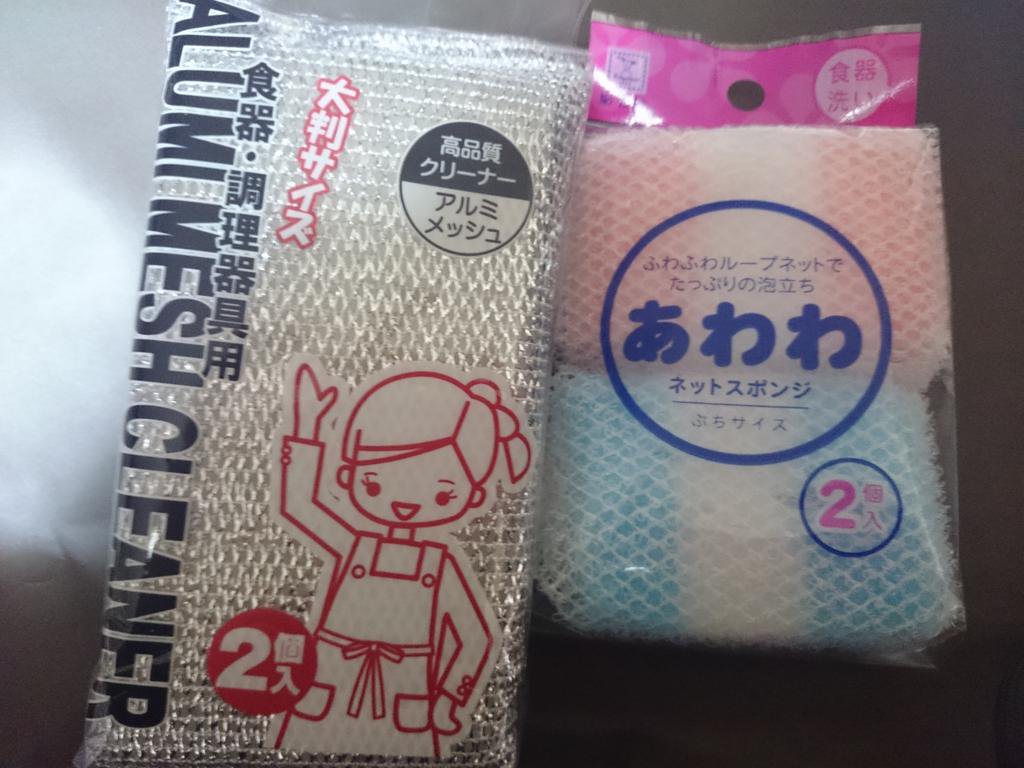 ALUMI MESH CLEANER
食器・調理器具用
大判サイズ
高品質
クリーナー
アルミ
メッシュ
2個入
食器
洗い
ふわふわループネットで
たっぷりの泡立ち
あわわ
ネットスポンジ
ぷちサイズ
2個入